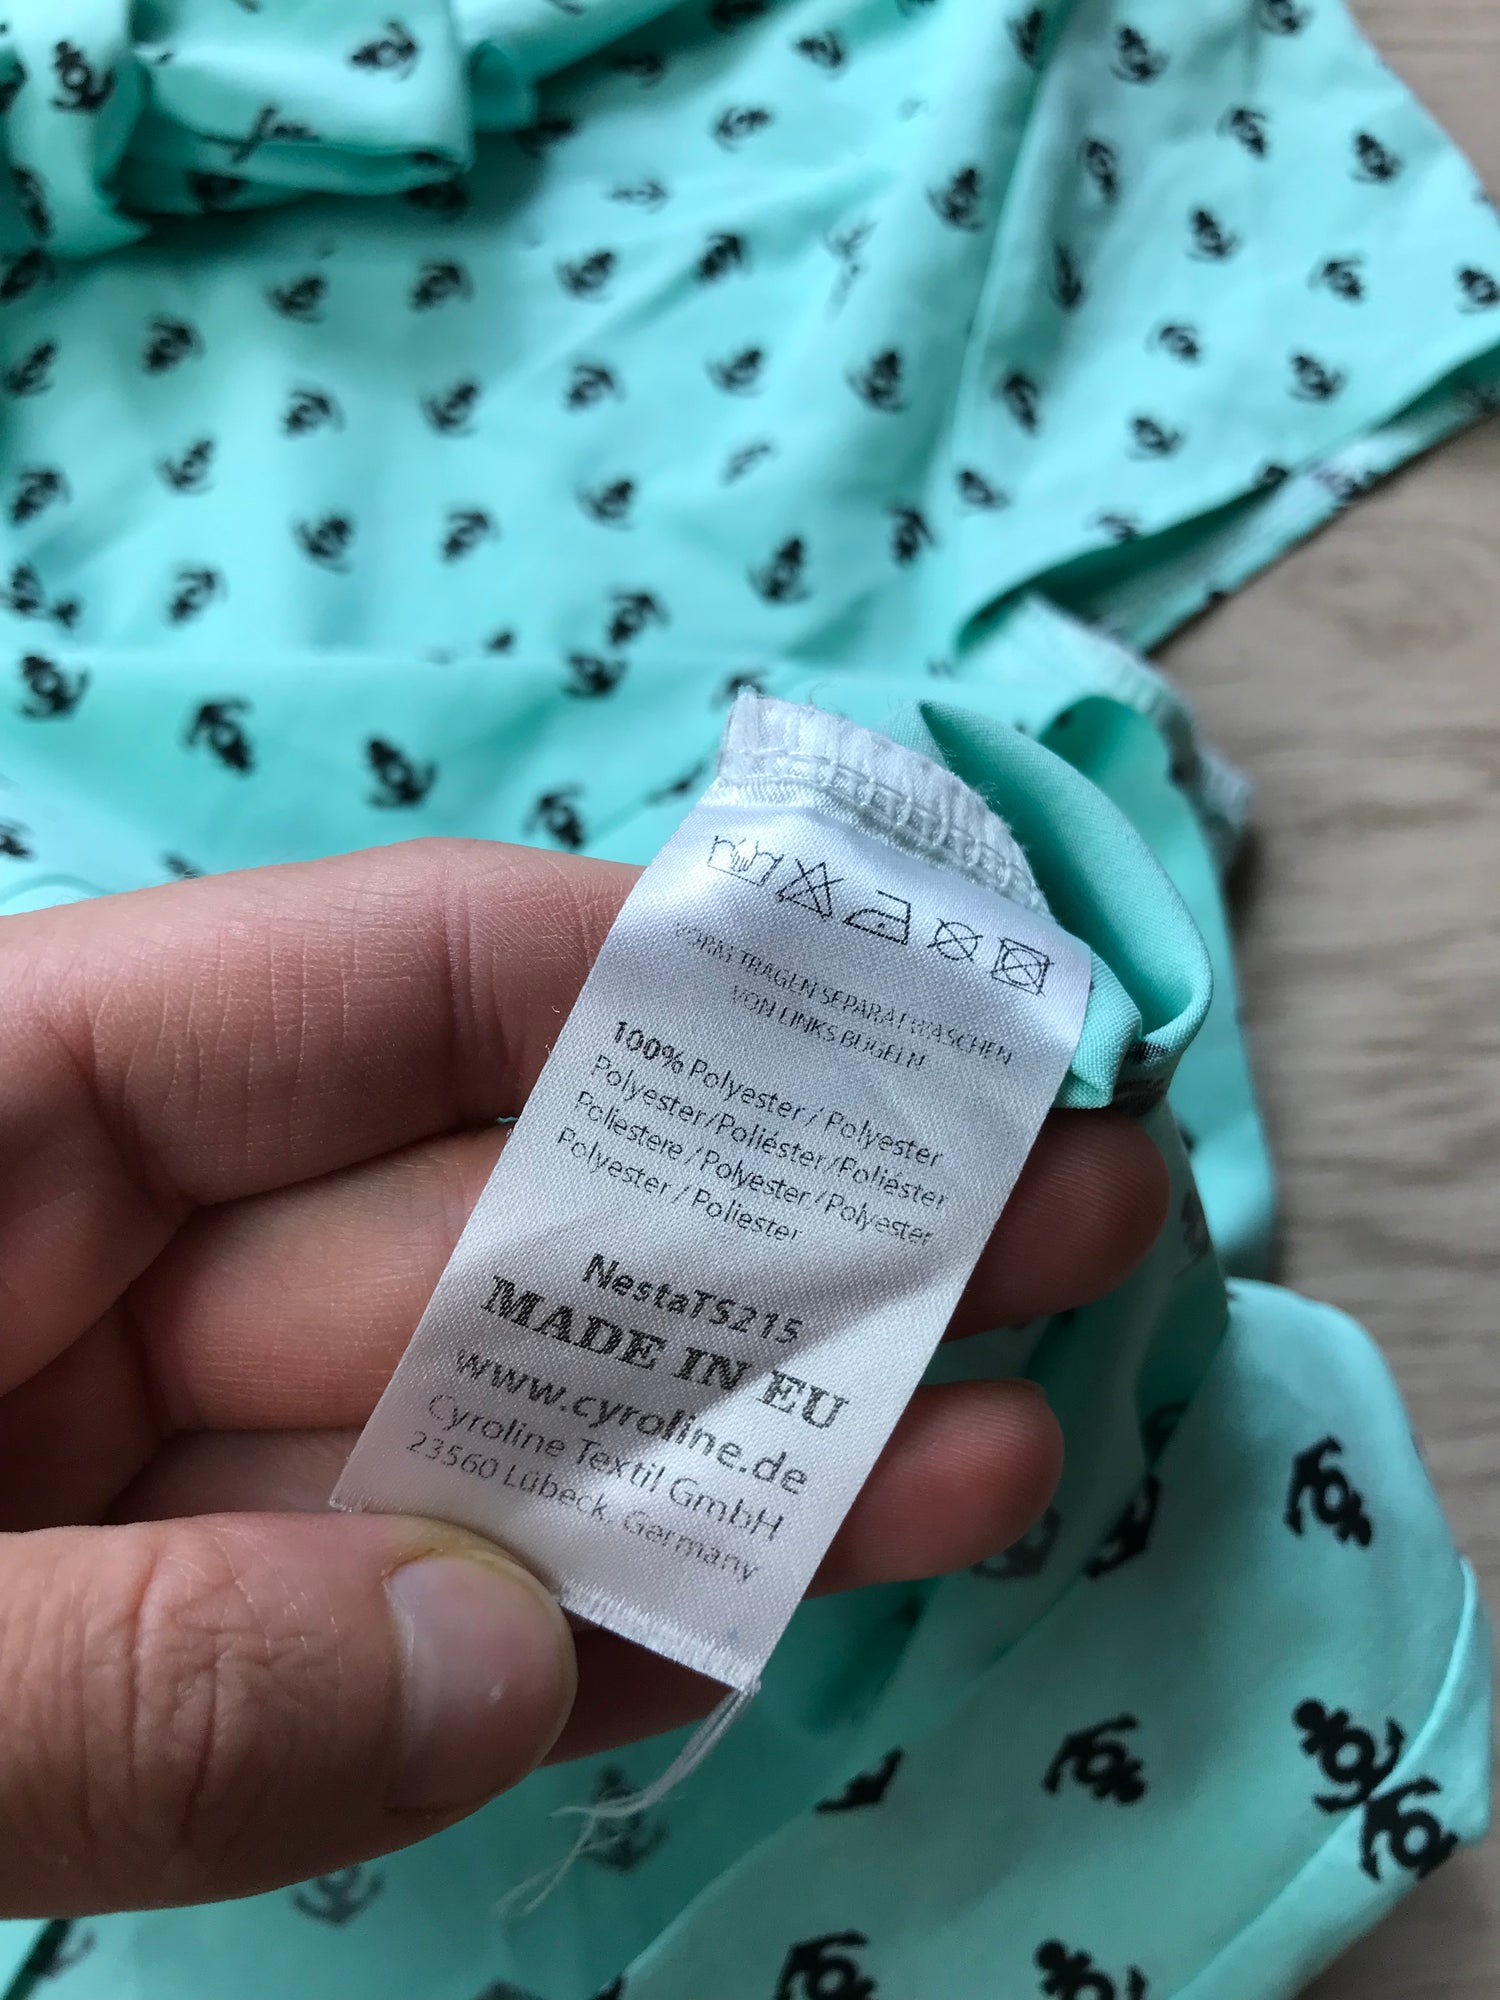 VORM TRAGEN SEPARAT WASCHEN
VON LINKS BÜGELN!
100% Polyester / Polyester
Polyester/Poliéster/Poliéster
Poliestere /Polyester / Polyester
Polyester / Poliester
NestaTS215
MADE IN EU
www.cyroline.de
Cyroline Textil GmbH
23560 Lübeck, Germany